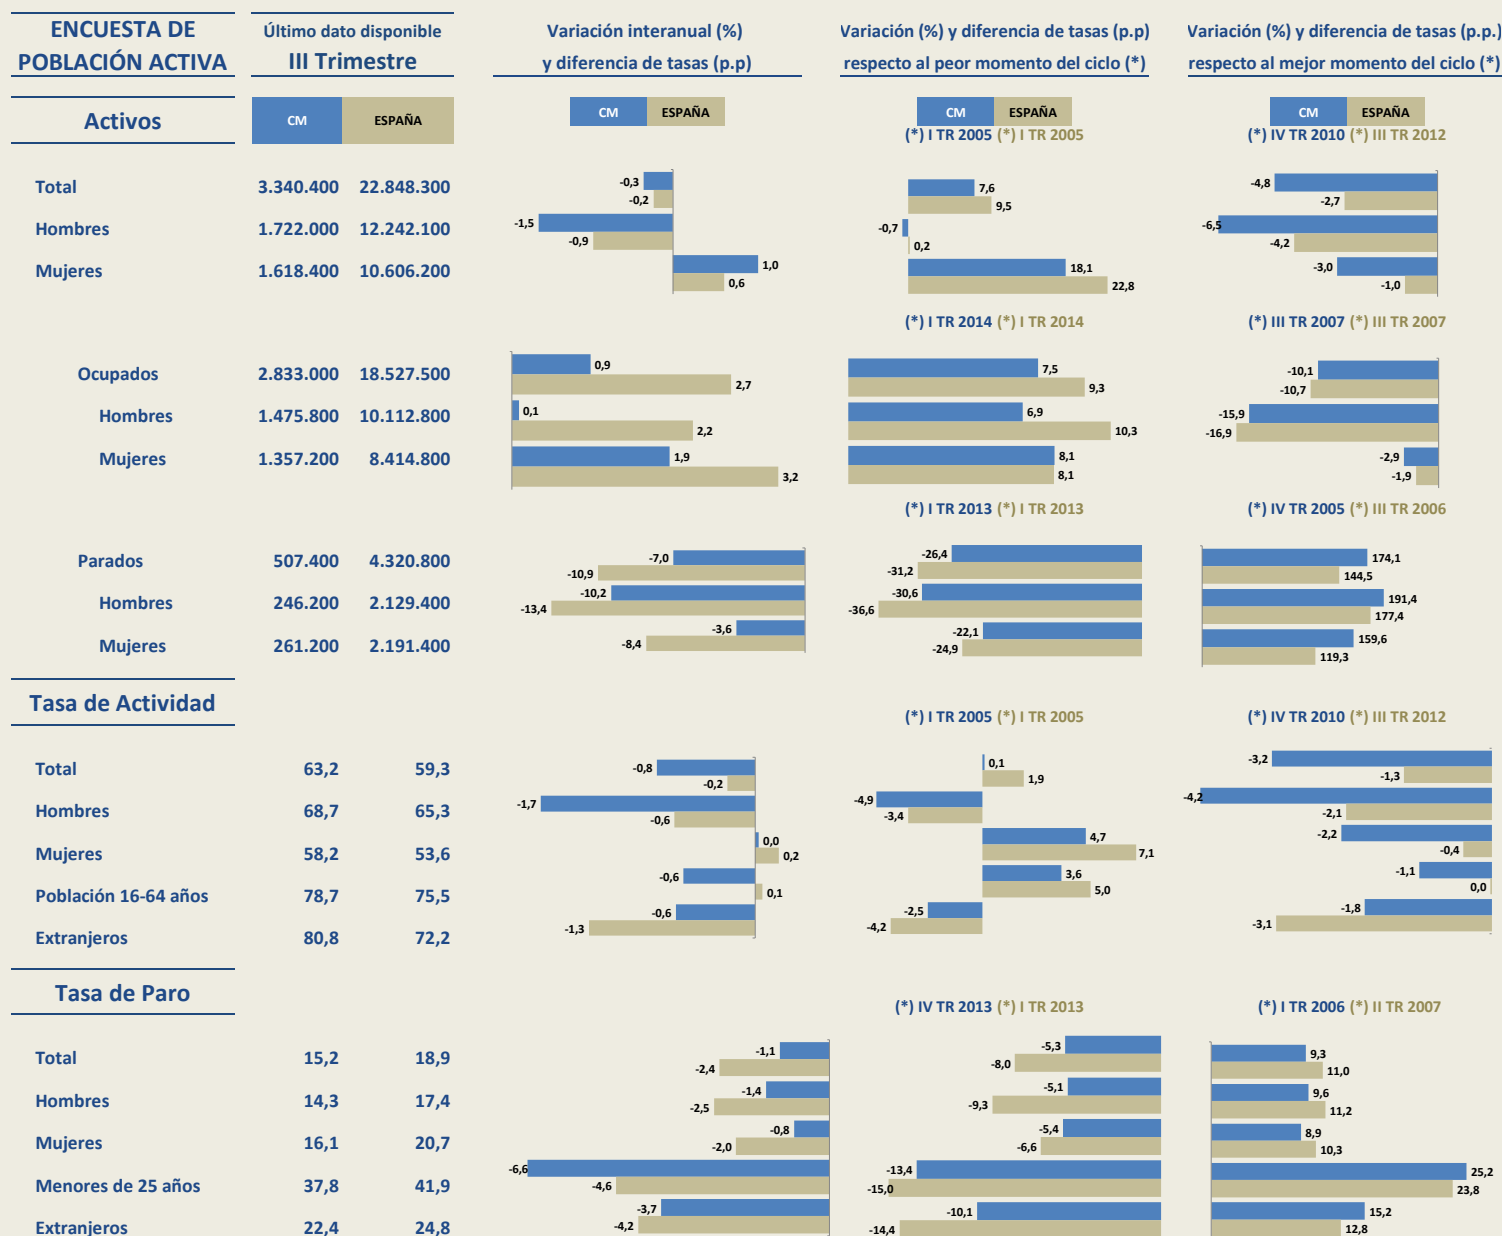 ENCUESTA DE
POBLACIÓN ACTIVA
Último dato disponible
III Trimestre
Variación interanual (%)
y diferencia de tasas (p.p)
Variación (%) y diferencia de tasas (p.p)
respecto al peor momento del ciclo (*)
Variación (%) y diferencia de tasas (p.p.)
respecto al mejor momento del ciclo (*)
Activos
CM ESPAÑA
CM ESPAÑA
CM ESPAÑA
CM ESPAÑA
(*) I TR 2005 (*) I TR 2005
(*) IV TR 2010 (*) III TR 2012
Total 3.340.400 22.848.300 -0,3 -0,2 7,6 9,5 -4,8 -2,7
Hombres 1.722.000 12.242.100 -1,5 -0,9 -0,7 0,2 -6,5 -4,2
Mujeres 1.618.400 10.606.200 1,0 0,6 18,1 22,8 -3,0 -1,0
(*) I TR 2014 (*) I TR 2014
(*) III TR 2007 (*) III TR 2007
Ocupados 2.833.000 18.527.500 0,9 2,7 7,5 9,3 -10,1 -10,7
Hombres 1.475.800 10.112.800 0,1 2,2 6,9 10,3 -15,9 -16,9
Mujeres 1.357.200 8.414.800 1,9 3,2 8,1 8,1 -2,9 -1,9
(*) I TR 2013 (*) I TR 2013
(*) IV TR 2005 (*) III TR 2006
Parados 507.400 4.320.800 -7,0 -10,9 -26,4 -31,2 174,1 144,5
Hombres 246.200 2.129.400 -10,2 -13,4 -30,6 -36,6 191,4 177,4
Mujeres 261.200 2.191.400 -3,6 -8,4 -22,1 -24,9 159,6 119,3
Tasa de Actividad
(*) I TR 2005 (*) I TR 2005
(*) IV TR 2010 (*) III TR 2012
Total 63,2 59,3 -0,8 -0,2 0,1 1,9 -3,2 -1,3
Hombres 68,7 65,3 -1,7 -0,6 -4,9 -3,4 -4,2 -2,1
Mujeres 58,2 53,6 0,0 0,2 4,7 7,1 -2,2 -0,4
Población 16-64 años 78,7 75,5 -0,6 0,1 3,6 5,0 -1,1 0,0
Extranjeros 80,8 72,2 -0,6 -1,3 -2,5 -4,2 -1,8 -3,1
Tasa de Paro
(*) IV TR 2013 (*) I TR 2013
(*) I TR 2006 (*) II TR 2007
Total 15,2 18,9 -1,1 -2,4 -5,3 -8,0 9,3 11,0
Hombres 14,3 17,4 -1,4 -2,5 -5,1 -9,3 9,6 11,2
Mujeres 16,1 20,7 -0,8 -2,0 -5,4 -6,6 8,9 10,3
Menores de 25 años 37,8 41,9 -6,6 -4,6 -13,4 -15,0 25,2 23,8
Extranjeros 22,4 24,8 -3,7 -4,2 -10,1 -14,4 15,2 12,8